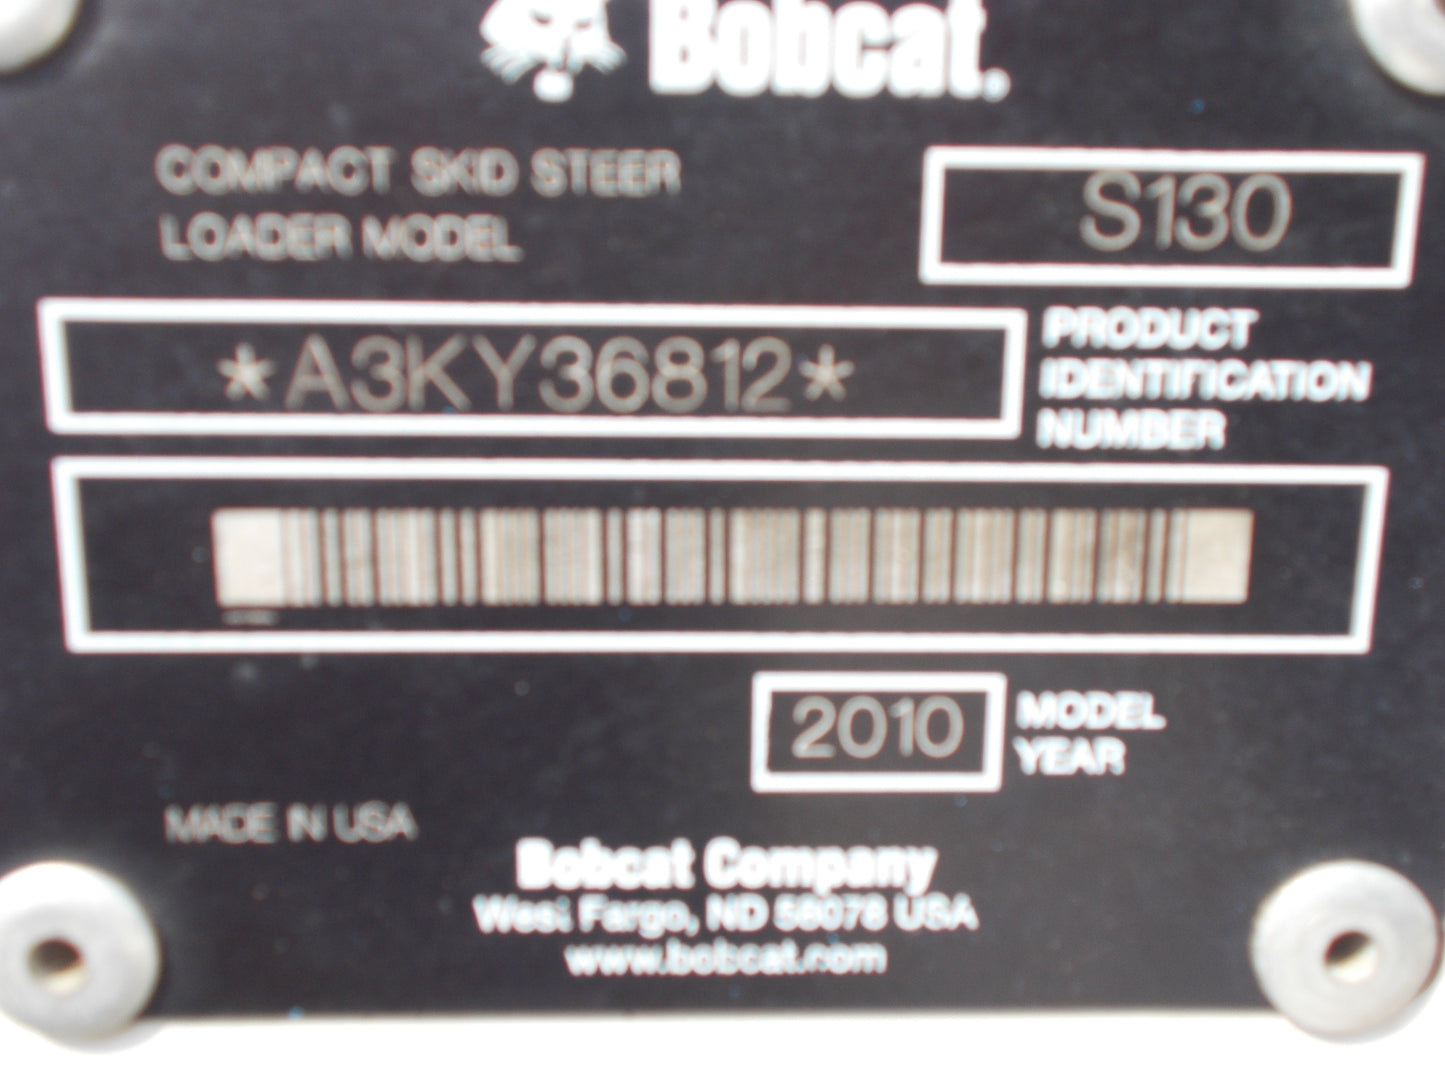 Bobcat.
COMPACT SKID STEER
LOADER MODEL
S130
*A3KY36812*
PRODUCT
IDENTIFICATION
NUMBER
2010
MODEL
YEAR
MADE IN USA
Bobcat Company
West Fargo, ND 58078 USA
www.bobcat.com